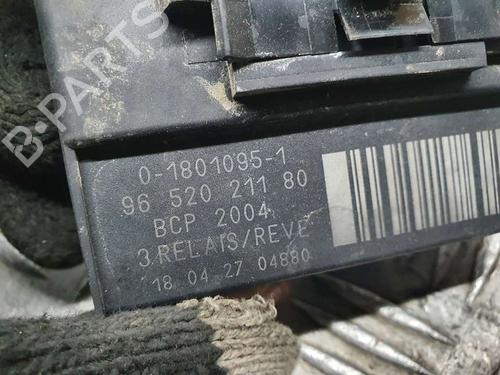 B-PARTS
0-1801095-1
96 520 211 80
BCP 2004
3 RELAIS/REVE
18 04 27 04880